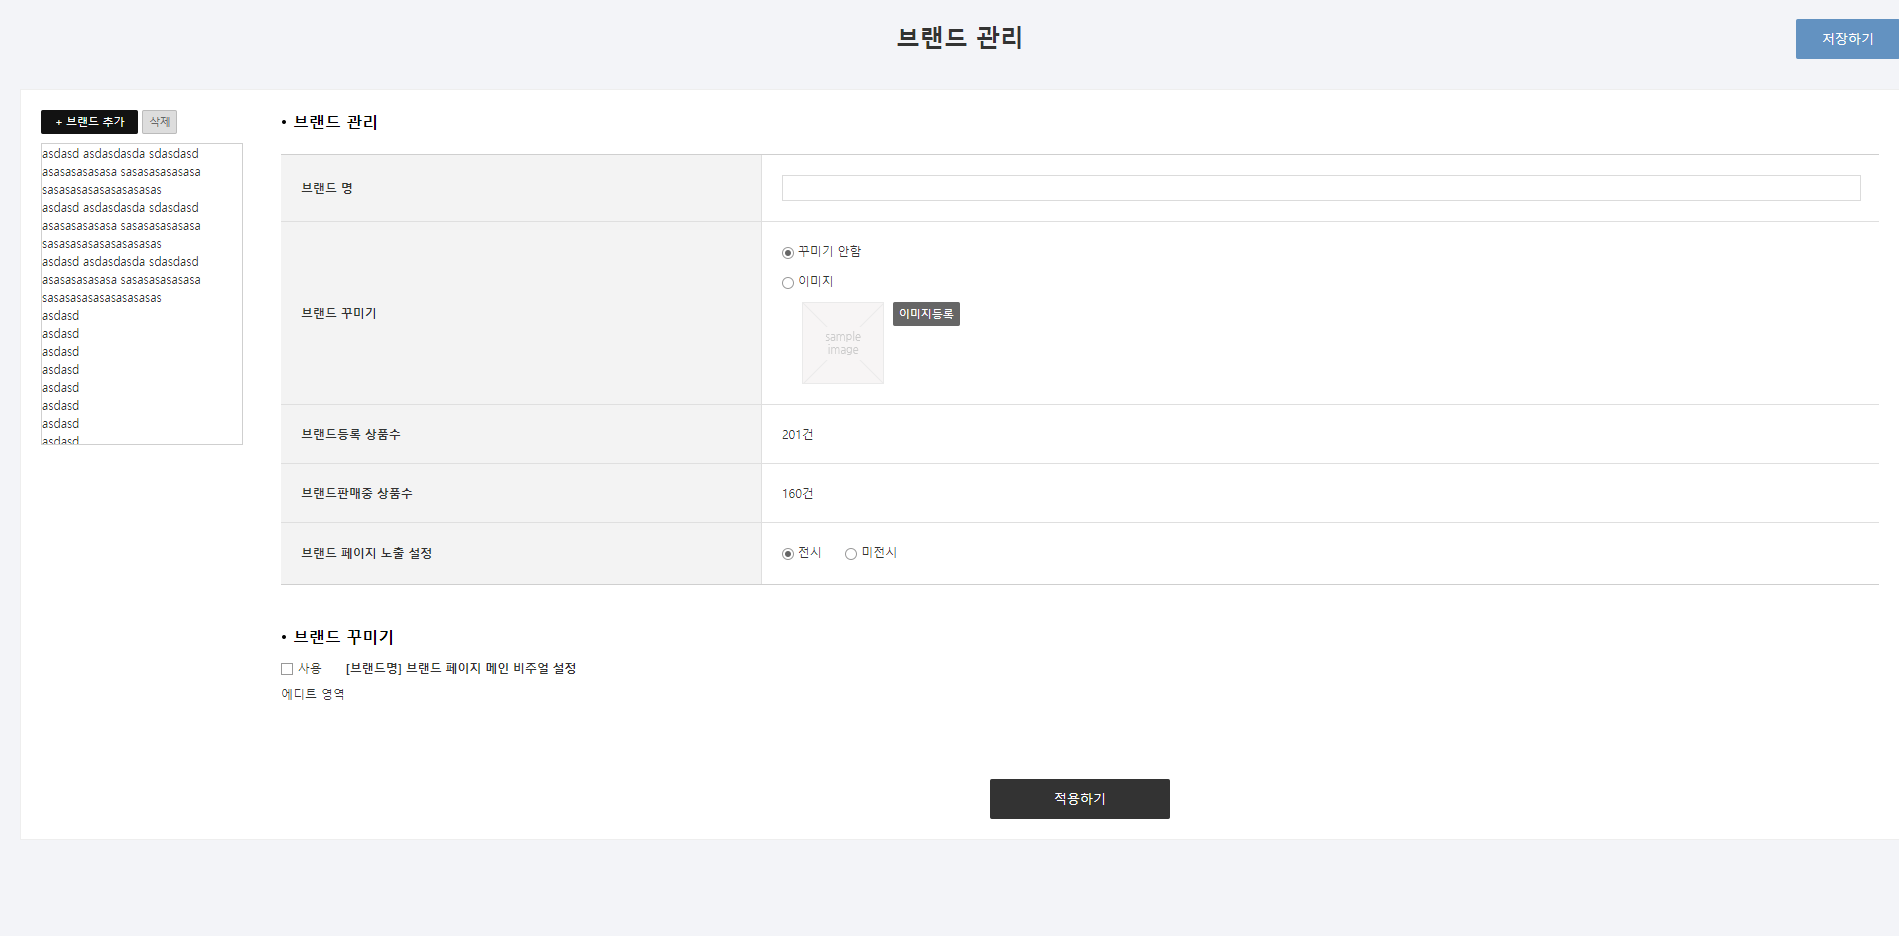 브랜드 관리
저장하기
+ 브랜드 추가
삭제
asdasd asdasdasda sdasdasd
asasasasasasa sasasasasasasa
sasasasasasasasasasas
asdasd asdasdasda sdasdasd
asasasasasasa sasasasasasasa
sasasasasasasasasasas
asdasd asdasdasda sdasdasd
asasasasasasa sasasasasasasa
sasasasasasasasasasas
asdasd
asdasd
asdasd
asdasd
asdasd
asdasd
asdasd
asdasd
• 브랜드 관리
브랜드 명
브랜드 꾸미기
꾸미기 안함
이미지
sample
image
이미지등록
브랜드등록 상품수
201건
브랜드판매중 상품수
160건
브랜드 페이지 노출 설정
전시
미전시
• 브랜드 꾸미기
사용
[브랜드명] 브랜드 페이지 메인 비주얼 설정
에디트 영역
적용하기